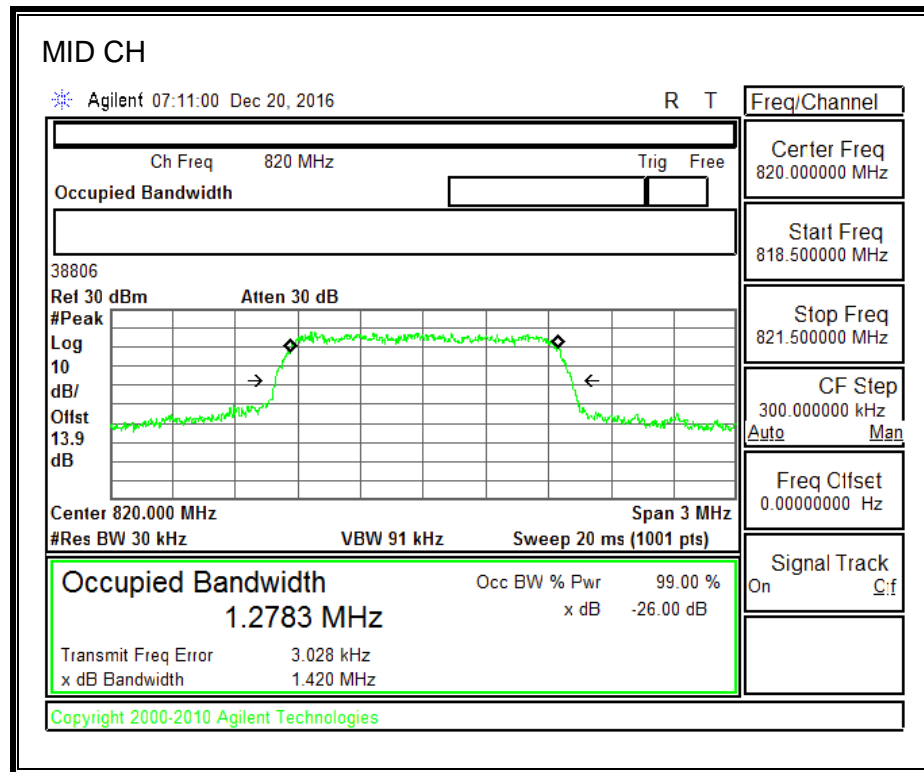 MID CH
Agilent 07:11:00 Dec 20, 2016 R T
Freq/Channel
Ch Freq 820 MHz Trig Free
Occupied Bandwidth
Center Freq
820.000000 MHz
Start Freq
818.500000 MHz
Stop Freq
821.500000 MHz
CF Step
300.000000 kHz
Auto Man
Freq Offset
0.00000000 Hz
Signal Track
On Off
38806
Ref 30 dBm Atten 30 dB
#Peak
Log
10
dB/
Offst
13.9
dB
Center 820.000 MHz Span 3 MHz
#Res BW 30 kHz VBW 91 kHz Sweep 20 ms (1001 pts)
Occupied Bandwidth Occ BW % Pwr 99.00 %
1.2783 MHz x dB -26.00 dB
Transmit Freq Error 3.028 kHz
x dB Bandwidth 1.420 MHz
Copyright 2000-2010 Agilent Technologies